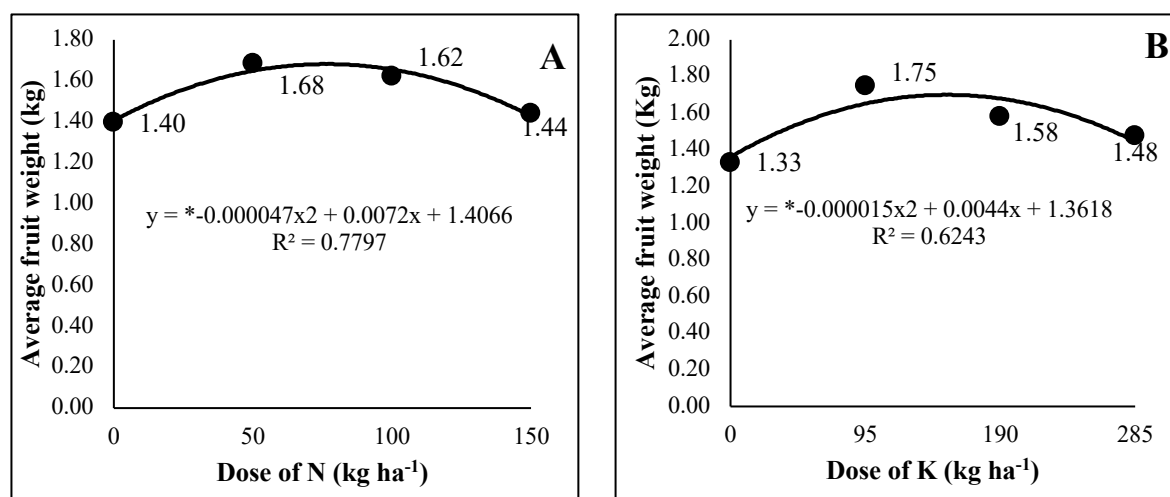 A
Average fruit weight (kg)
1.80
1.60
1.40
1.20
1.00
0.80
0.60
0.40
0.20
0.00
1.40
1.68
1.62
1.44
y = *-0.000047x2 + 0.0072x + 1.4066
R² = 0.7797
0 50 100 150
Dose of N (kg ha⁻¹)
B
Average fruit weight (Kg)
2.00
1.80
1.60
1.40
1.20
1.00
0.80
0.60
0.40
0.20
0.00
1.33
1.75
1.58
1.48
y = *-0.000015x2 + 0.0044x + 1.3618
R² = 0.6243
0 95 190 285
Dose of K (kg ha⁻¹)